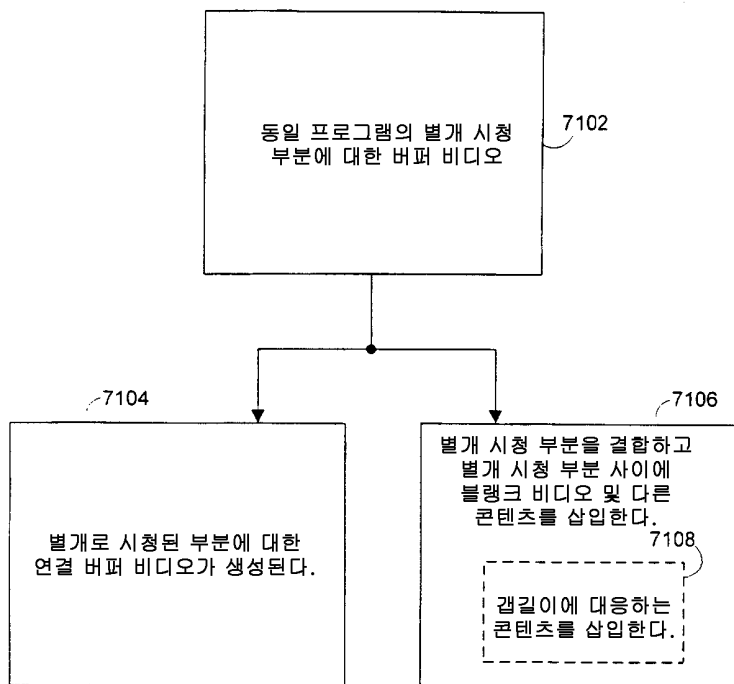 동일 프로그램의 별개 시청
부분에 대한 버퍼 비디오
7102
7104
별개로 시청된 부분에 대한
연결 버퍼 비디오가 생성된다.
7106
별개 시청 부분을 결합하고
별개 시청 부분 사이에
블랭크 비디오 및 다른
콘텐츠를 삽입한다.
7108
갭길이에 대응하는
콘텐츠를 삽입한다.